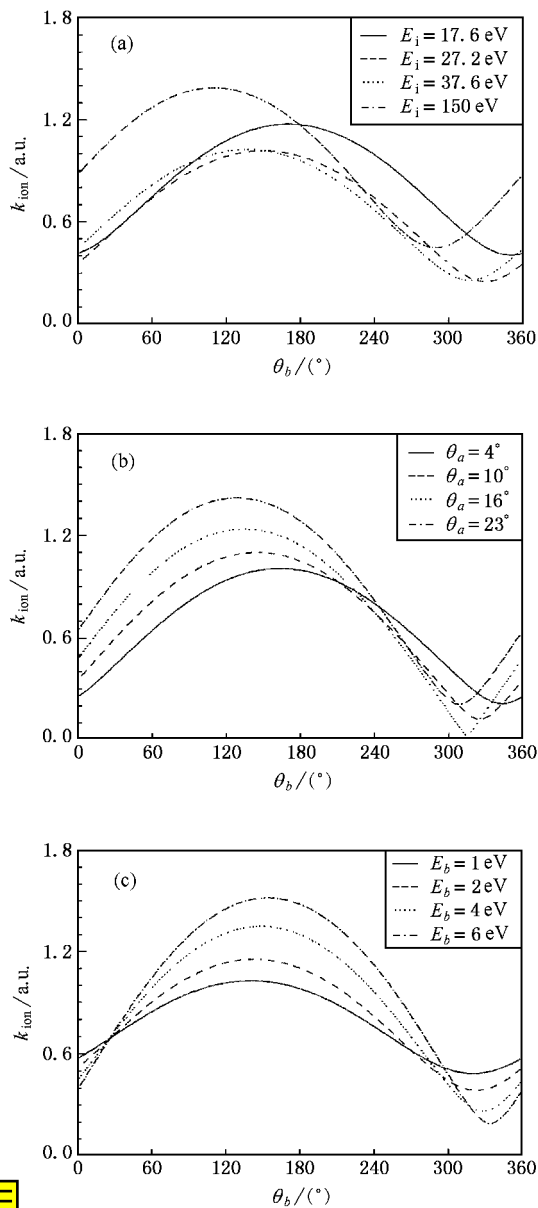 1.8
(a)
E_i = 17.6 eV
E_i = 27.2 eV
E_i = 37.6 eV
E_i = 150 eV
1.2
0.6
0.0
k_ion / a.u.
0 60 120 180 240 300 360
θ_b /(°)
1.8
(b)
θ_a = 4°
θ_a = 10°
θ_a = 16°
θ_a = 23°
1.2
0.6
0.0
k_ion / a.u.
0 60 120 180 240 300 360
θ_b /(°)
1.8
(c)
E_b = 1 eV
E_b = 2 eV
E_b = 4 eV
E_b = 6 eV
1.2
0.6
0.0
k_ion / a.u.
0 60 120 180 240 300 360
θ_b /(°)